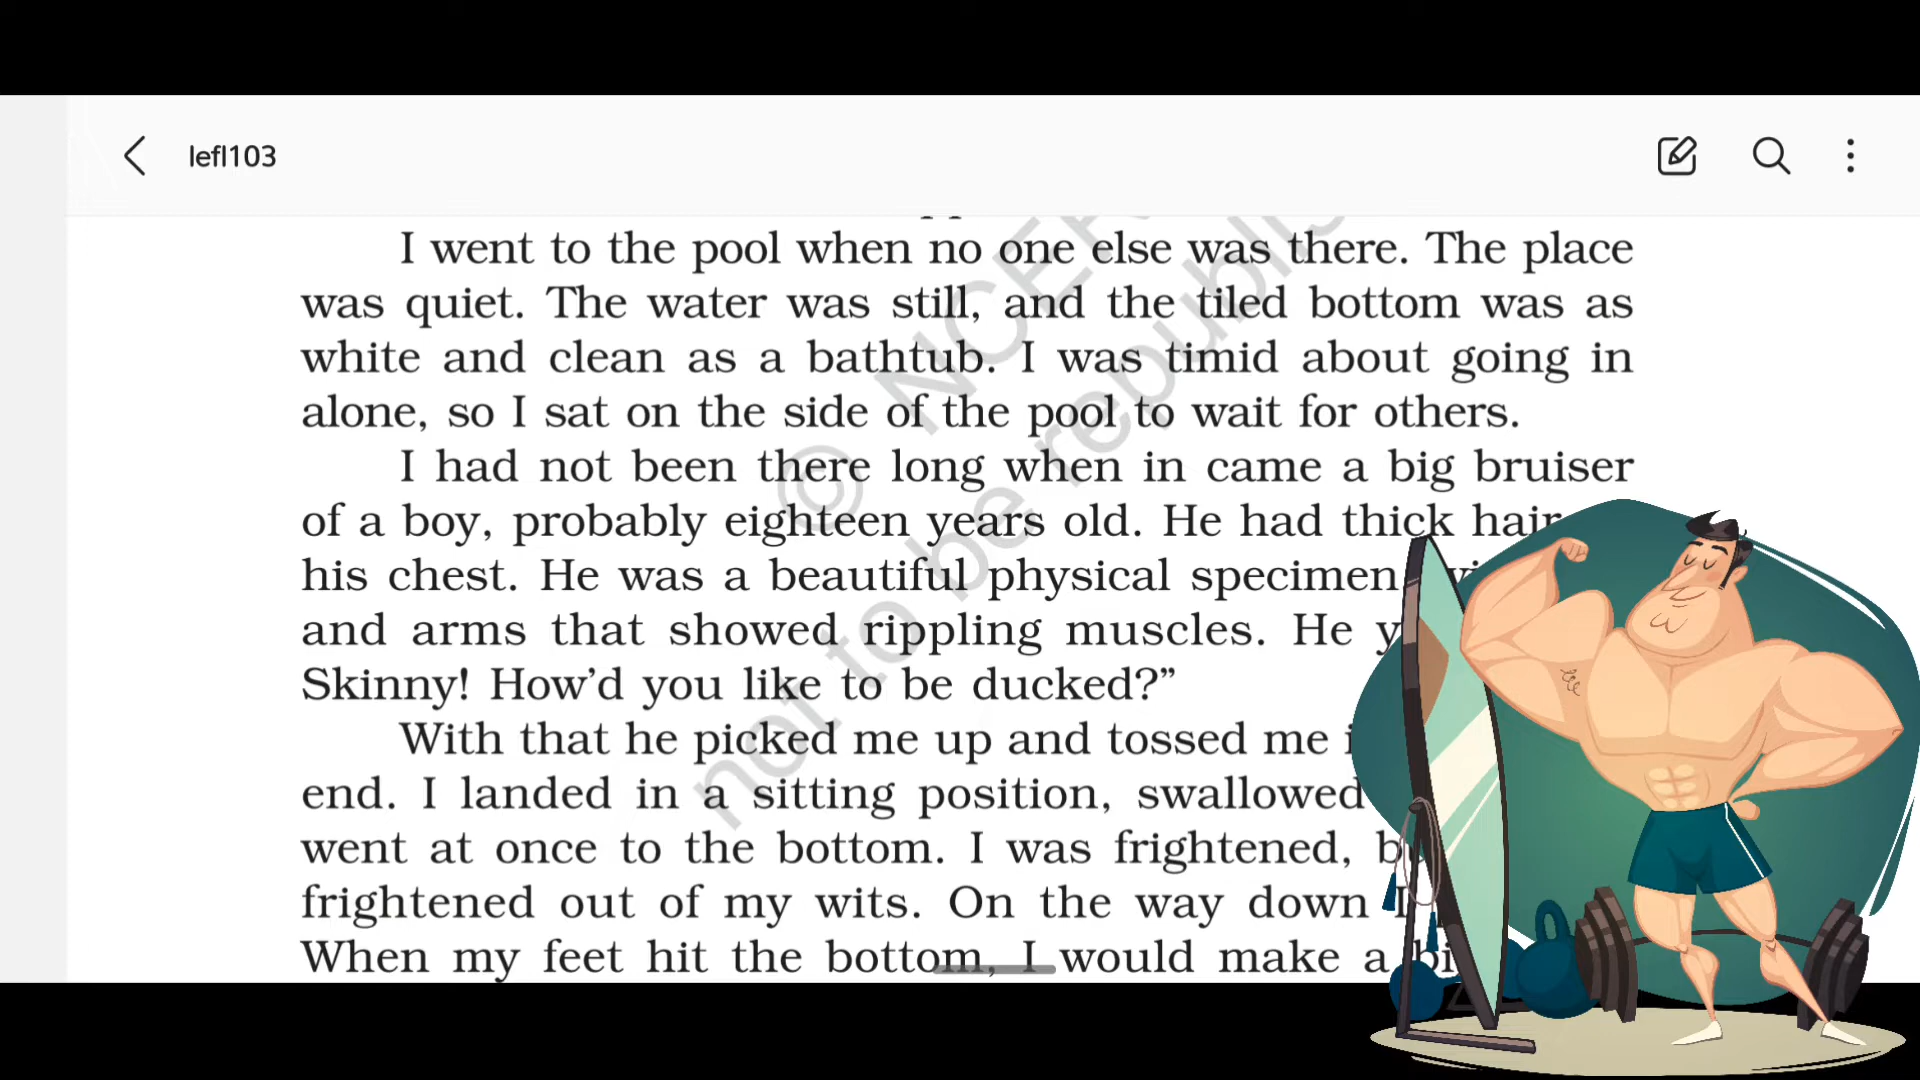 lefl103
I went to the pool when no one else was there. The place
was quiet. The water was still, and the tiled bottom was as
white and clean as a bathtub. I was timid about going in
alone, so I sat on the side of the pool to wait for others.
I had not been there long when in came a big bruiser
of a boy, probably eighteen years old. He had thick hair
his chest. He was a beautiful physical specimen
and arms that showed rippling muscles. He
Skinny! How’d you like to be ducked?”
With that he picked me up and tossed me
end. I landed in a sitting position, swallowed
went at once to the bottom. I was frightened,
frightened out of my wits. On the way down I
When my feet hit the bottom, I would make a
© NCER
not to be republis